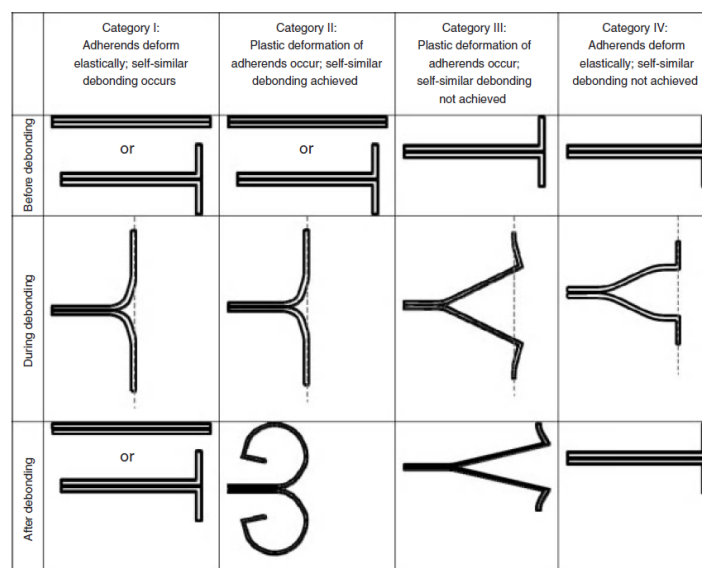 Category I:
Adherends deform
elastically; self-similar
debonding occurs
Category II:
Plastic deformation of
adherends occur; self-similar
debonding achieved
Category III:
Plastic deformation of
adherends occur;
self-similar debonding
not achieved
Category IV:
Adherends deform
elastically; self-similar
debonding not achieved
Before debonding
or
or
During debonding
After debonding
or